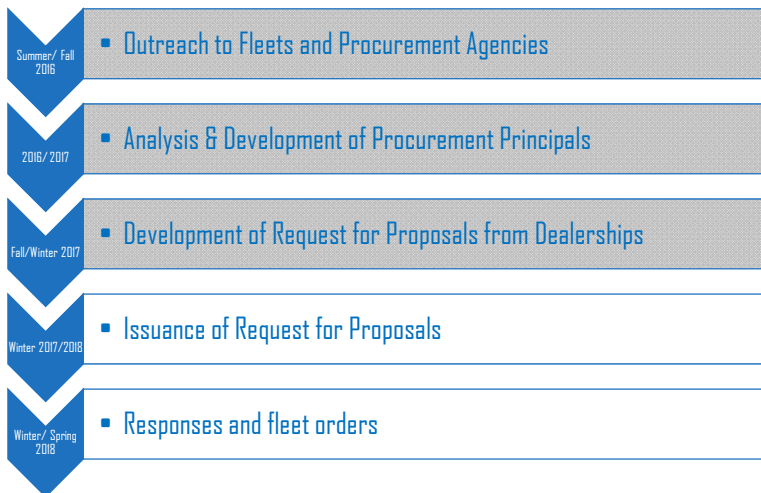 Summer/ Fall
2016
▪ Outreach to Fleets and Procurement Agencies
2016/ 2017
▪ Analysis & Development of Procurement Principals
Fall/Winter 2017
▪ Development of Request for Proposals from Dealerships
Winter 2017/2018
▪ Issuance of Request for Proposals
Winter/ Spring
2018
▪ Responses and fleet orders